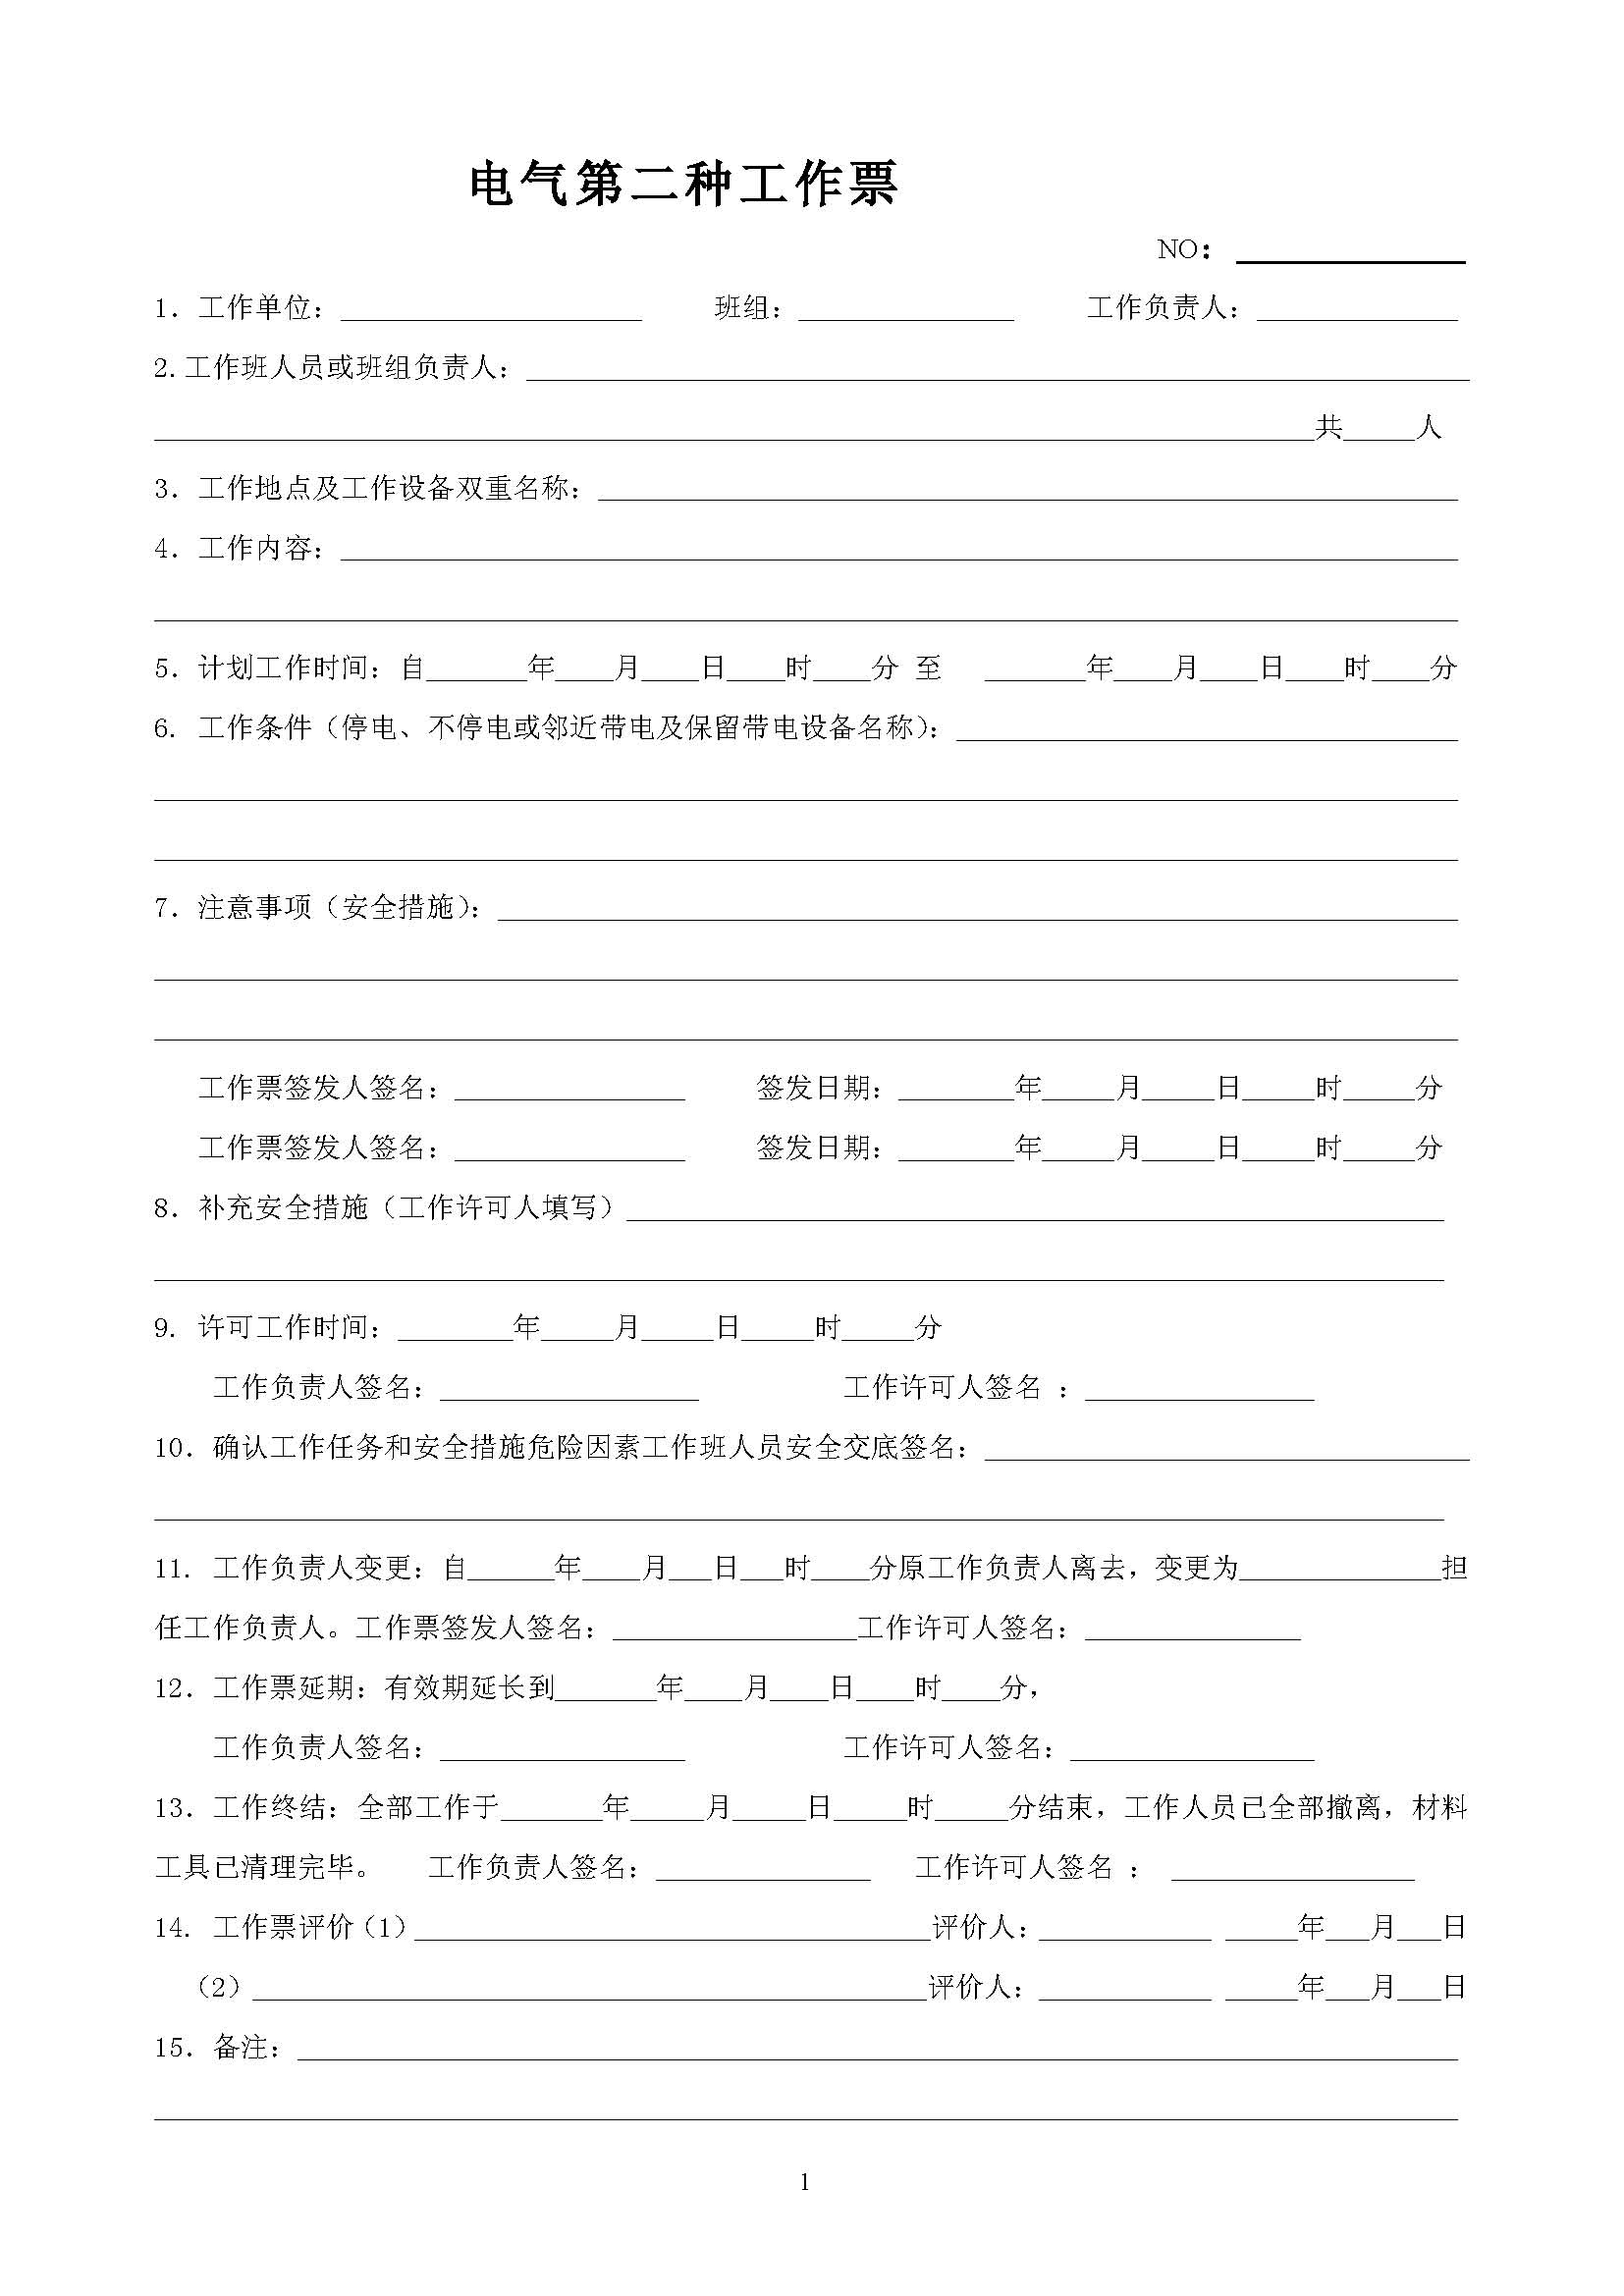 电气第二种工作票
NO：
1．工作单位： 班组： 工作负责人：
2.工作班人员或班组负责人：
共 人
3．工作地点及工作设备双重名称：
4．工作内容：
5．计划工作时间：自 年 月 日 时 分 至 年 月 日 时 分
6. 工作条件（停电、不停电或邻近带电及保留带电设备名称）：
7．注意事项（安全措施）：
工作票签发人签名： 签发日期： 年 月 日 时 分
工作票签发人签名： 签发日期： 年 月 日 时 分
8．补充安全措施（工作许可人填写）
9. 许可工作时间： 年 月 日 时 分
工作负责人签名： 工作许可人签名 ：
10．确认工作任务和安全措施危险因素工作班人员安全交底签名：
11. 工作负责人变更：自 年 月 日 时 分原工作负责人离去，变更为 担
任工作负责人。工作票签发人签名： 工作许可人签名：
12．工作票延期：有效期延长到 年 月 日 时 分，
工作负责人签名： 工作许可人签名：
13．工作终结：全部工作于 年 月 日 时 分结束，工作人员已全部撤离，材料
工具已清理完毕。 工作负责人签名： 工作许可人签名 ：
14. 工作票评价（1） 评价人： 年 月 日
（2） 评价人： 年 月 日
15．备注：
1